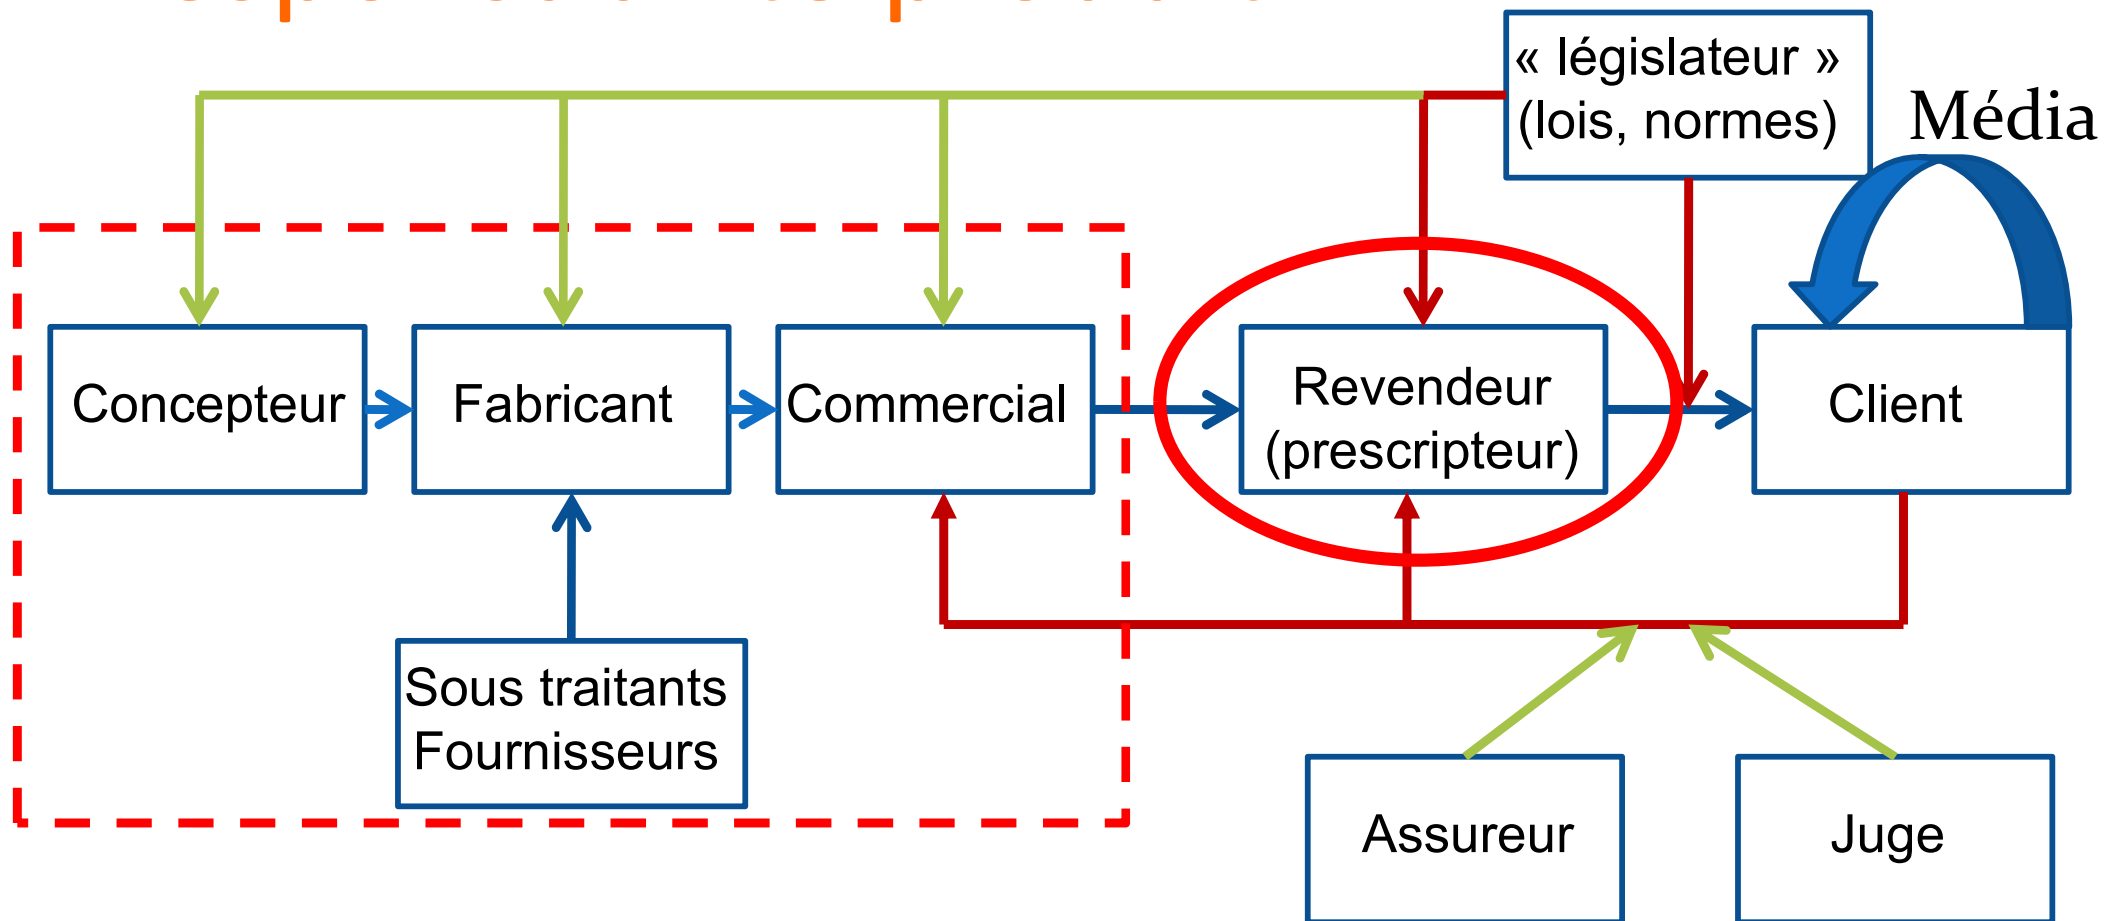 « législateur »
(lois, normes)
Média
Concepteur
Fabricant
Commercial
Revendeur
(prescripteur)
Client
Sous traitants
Fournisseurs
Assureur
Juge